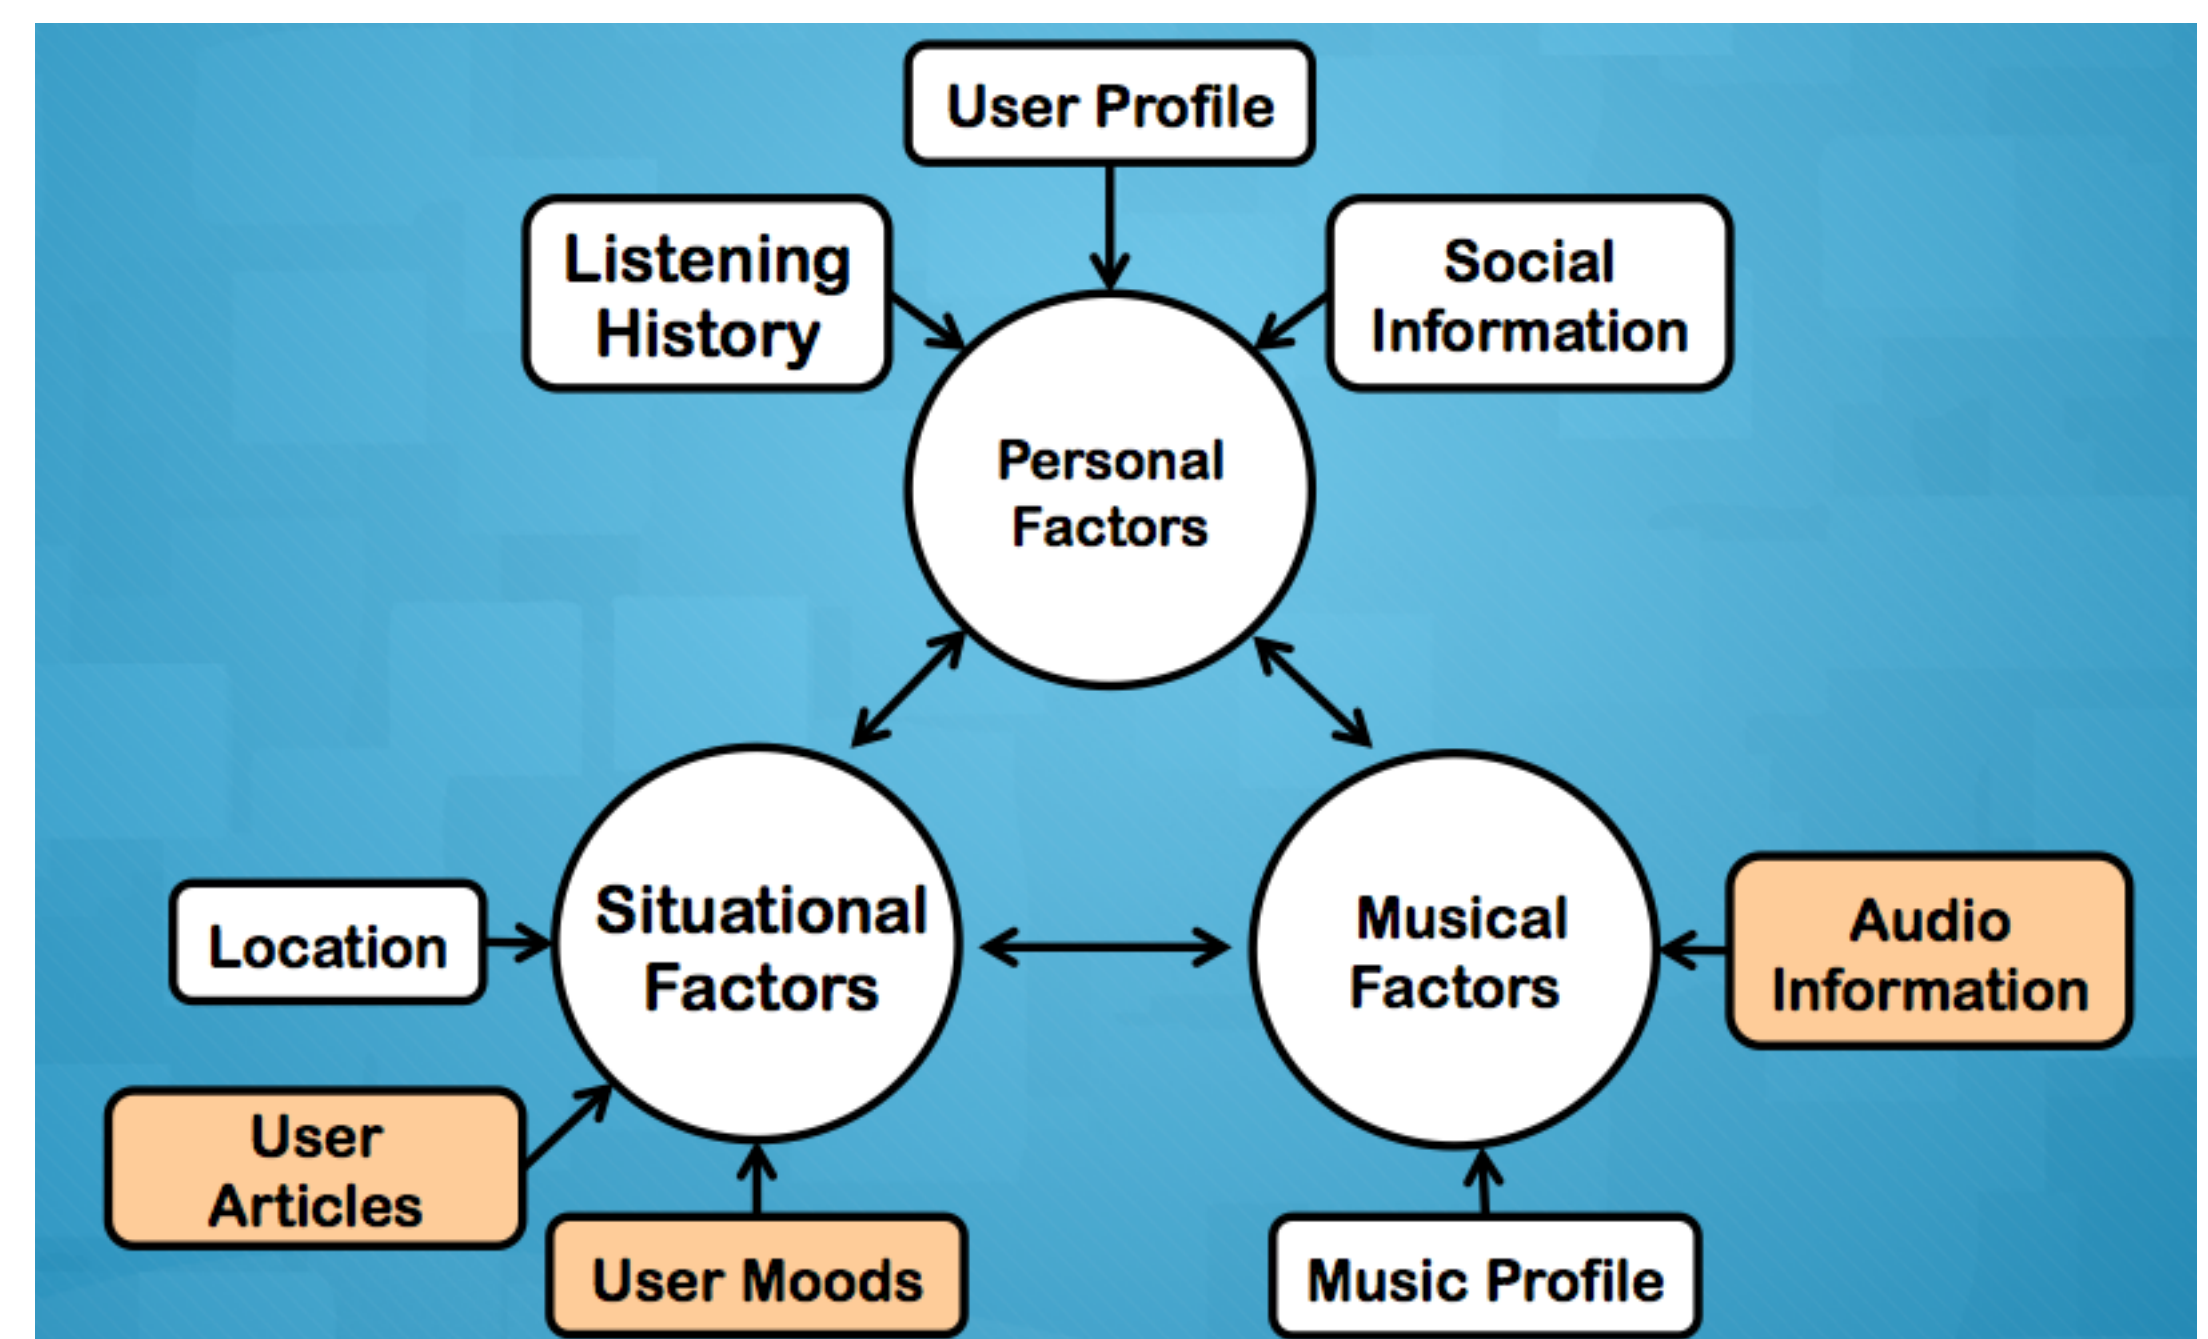 User Profile
Listening
History
Social
Information
Personal
Factors
Situational
Factors
Musical
Factors
Location
Audio
Information
User
Articles
User Moods
Music Profile